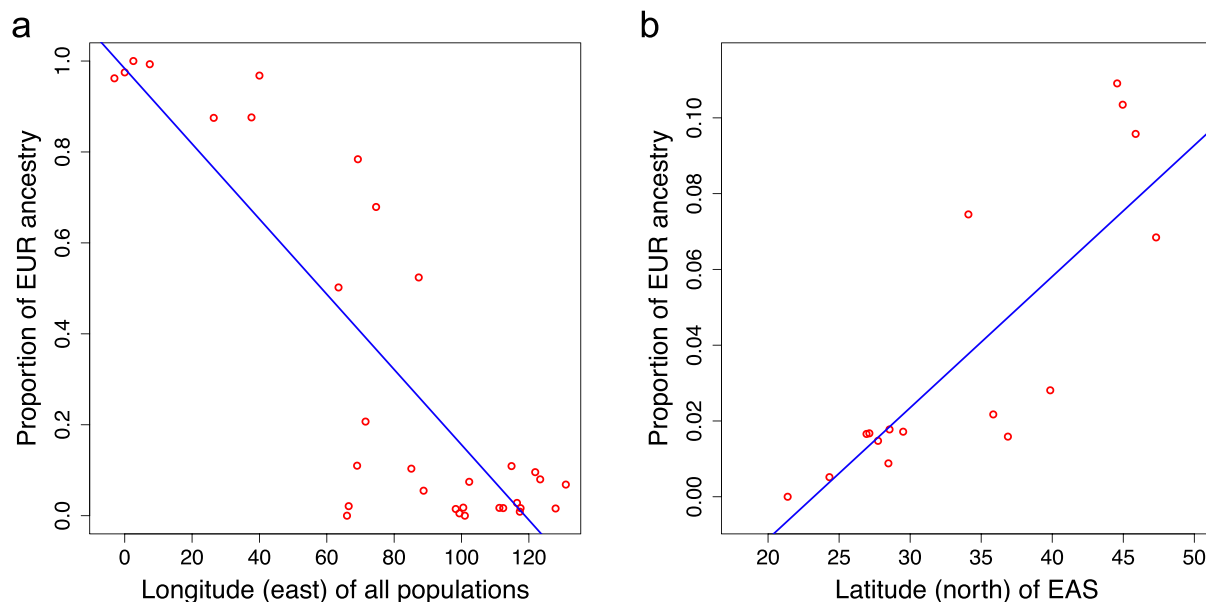 a
Proportion of EUR ancestry
1.0
0.8
0.6
0.4
0.2
0.0
0 20 40 60 80 100 120
Longitude (east) of all populations
b
Proportion of EUR ancestry
0.10
0.08
0.06
0.04
0.02
0.00
20 25 30 35 40 45 50
Latitude (north) of EAS